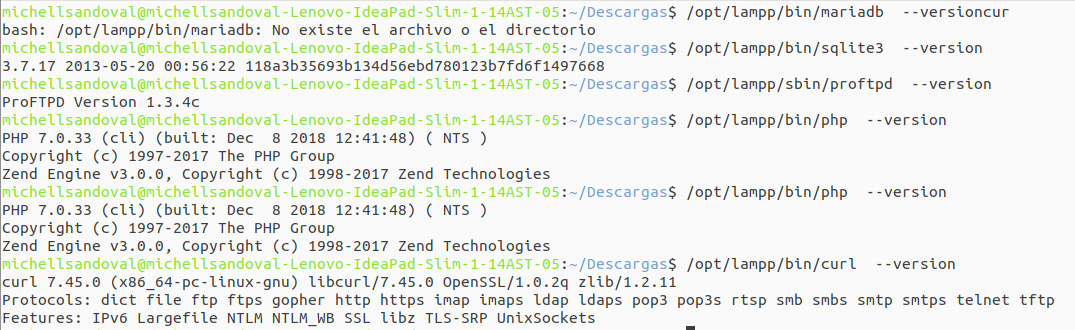 michellsandoval@michellsandoval-Lenovo-IdeaPad-Slim-1-14AST-05:~/Descargas$ /opt/lampp/bin/mariadb  --versioncur
bash: /opt/lampp/bin/mariadb: No existe el archivo o el directorio
michellsandoval@michellsandoval-Lenovo-IdeaPad-Slim-1-14AST-05:~/Descargas$ /opt/lampp/bin/sqlite3  --version
3.7.17 2013-05-20 00:56:22 118a3b35693b134d56ebd780123b7fd6f1497668
michellsandoval@michellsandoval-Lenovo-IdeaPad-Slim-1-14AST-05:~/Descargas$ /opt/lampp/sbin/proftpd  --version
ProFTPD Version 1.3.4c
michellsandoval@michellsandoval-Lenovo-IdeaPad-Slim-1-14AST-05:~/Descargas$ /opt/lampp/bin/php  --version
PHP 7.0.33 (cli) (built: Dec  8 2018 12:41:48) ( NTS )
Copyright (c) 1997-2017 The PHP Group
Zend Engine v3.0.0, Copyright (c) 1998-2017 Zend Technologies
michellsandoval@michellsandoval-Lenovo-IdeaPad-Slim-1-14AST-05:~/Descargas$ /opt/lampp/bin/php  --version
PHP 7.0.33 (cli) (built: Dec  8 2018 12:41:48) ( NTS )
Copyright (c) 1997-2017 The PHP Group
Zend Engine v3.0.0, Copyright (c) 1998-2017 Zend Technologies
michellsandoval@michellsandoval-Lenovo-IdeaPad-Slim-1-14AST-05:~/Descargas$ /opt/lampp/bin/curl  --version
curl 7.45.0 (x86_64-pc-linux-gnu) libcurl/7.45.0 OpenSSL/1.0.2q zlib/1.2.11
Protocols: dict file ftp ftps gopher http https imap imaps ldap ldaps pop3 pop3s rtsp smb smbs smtp smtps telnet tftp
Features: IPv6 Largefile NTLM NTLM_WB SSL libz TLS-SRP UnixSockets